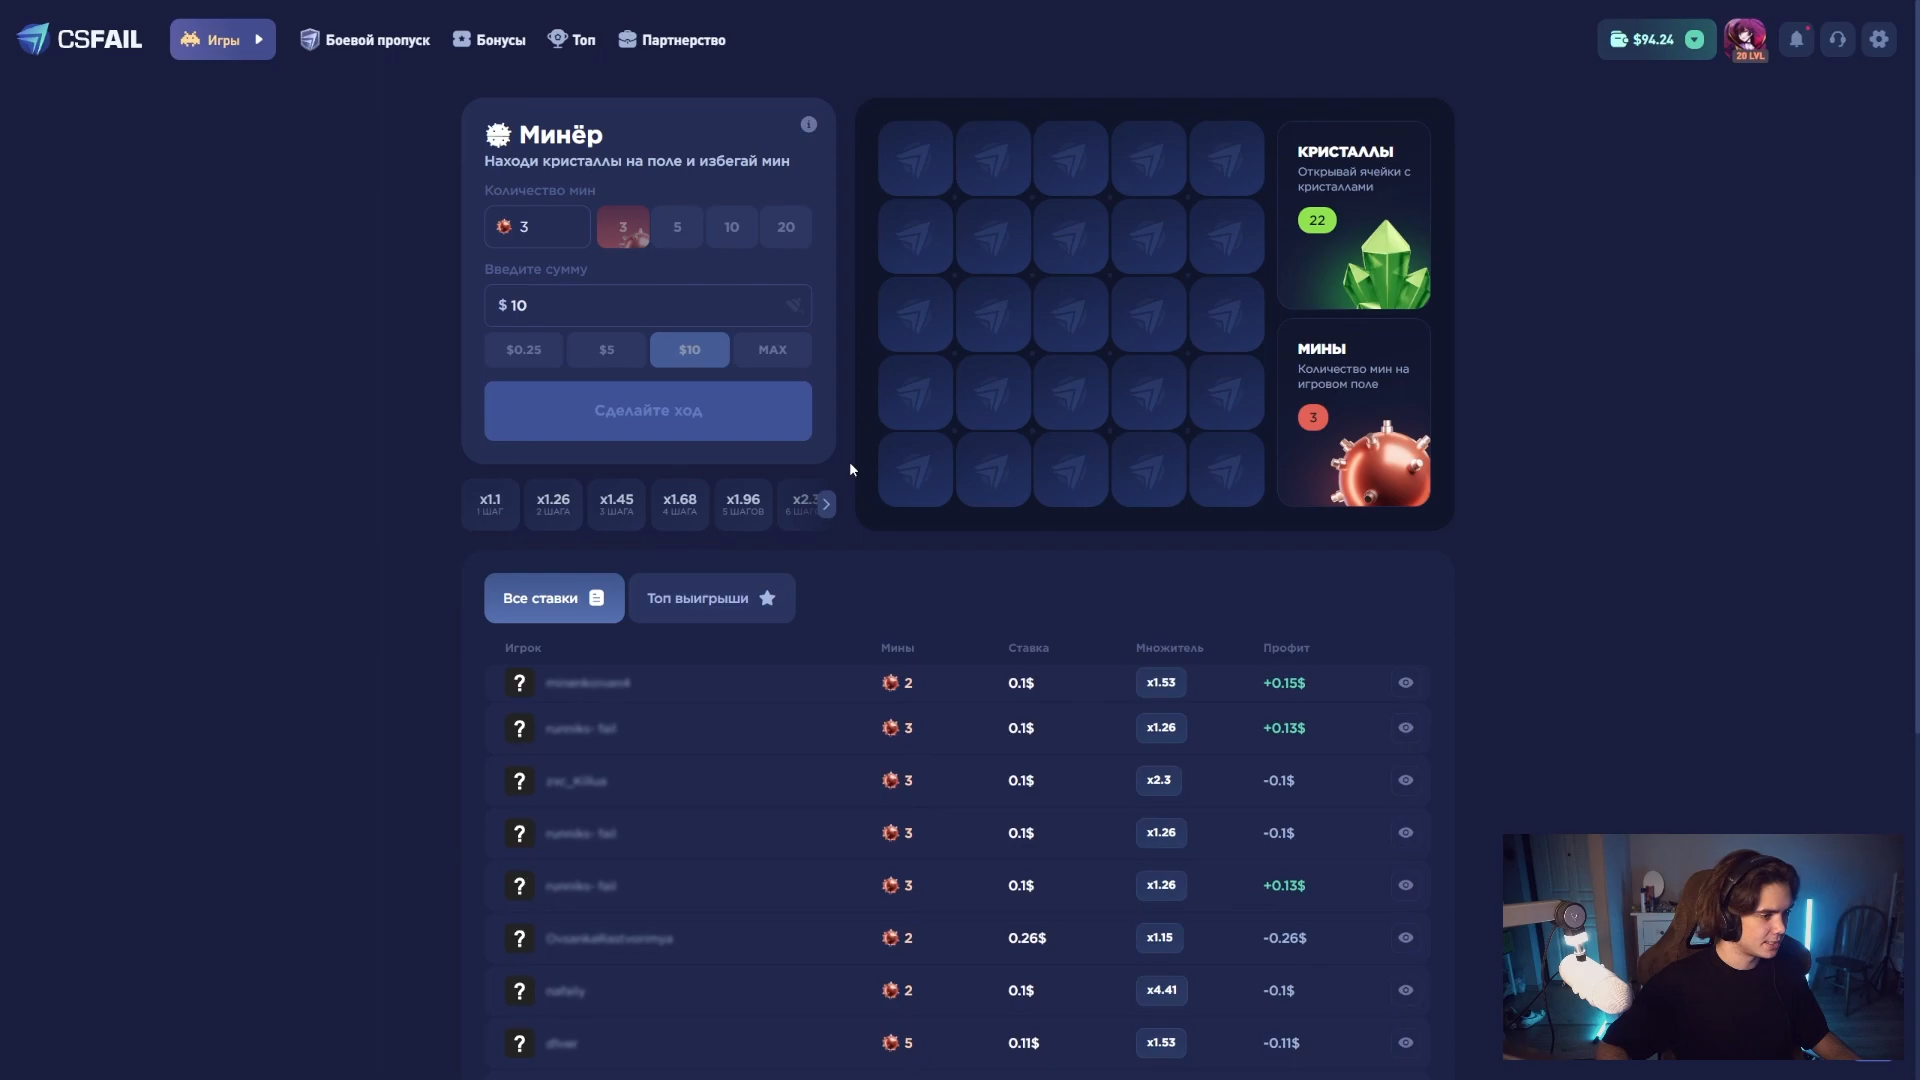 CSFAIL
Игры
Боевой пропуск
Бонусы
Топ
Партнерство
$94.24
20 LVL
Минёр
Находи кристаллы на поле и избегай мин
Количество мин
3
3
5
10
20
Введите сумму
$ 10
$0.25
$5
$10
MAX
Сделайте ход
x1.1
1 ШАГ
x1.26
2 ШАГА
x1.45
3 ШАГА
x1.68
4 ШАГА
x1.96
5 ШАГОВ
КРИСТАЛЛЫ
Открывай ячейки с
кристаллами
22
МИНЫ
Количество мин на
игровом поле
3
Все ставки
Топ выигрыши
Игрок Мины Ставка Множитель Профит
? 2 0.1$ x1.53 +0.15$
? 3 0.1$ x1.26 +0.13$
? 3 0.1$ x2.3 -0.1$
? 3 0.1$ x1.26 -0.1$
? 3 0.1$ x1.26 +0.13$
? 2 0.26$ x1.15 -0.26$
? 2 0.1$ x4.41 -0.1$
? 5 0.11$ x1.53 -0.11$